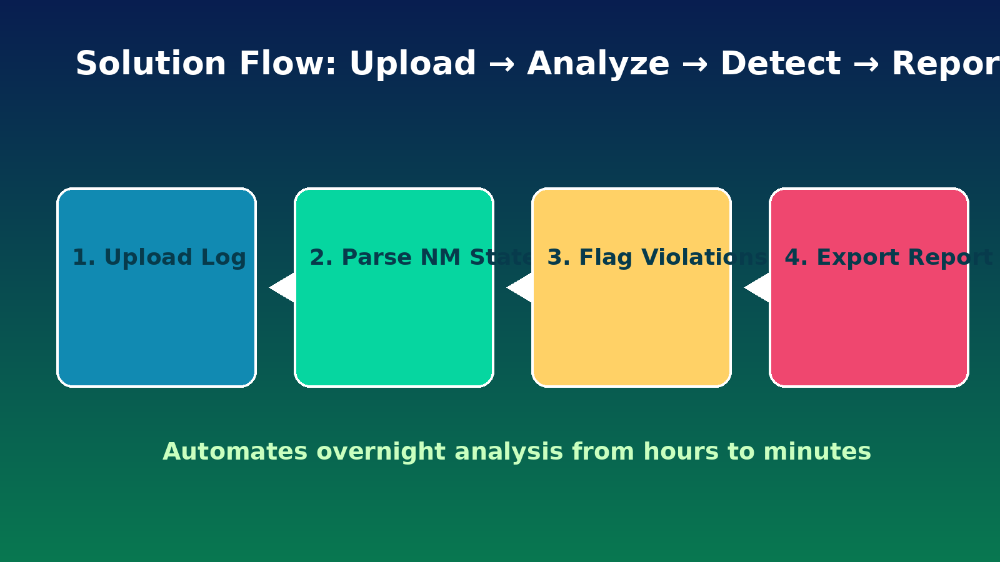 Solution Flow: Upload → Analyze → Detect → Repor
1. Upload Log
2. Parse NM State
3. Flag Violations
4. Export Report
Automates overnight analysis from hours to minutes